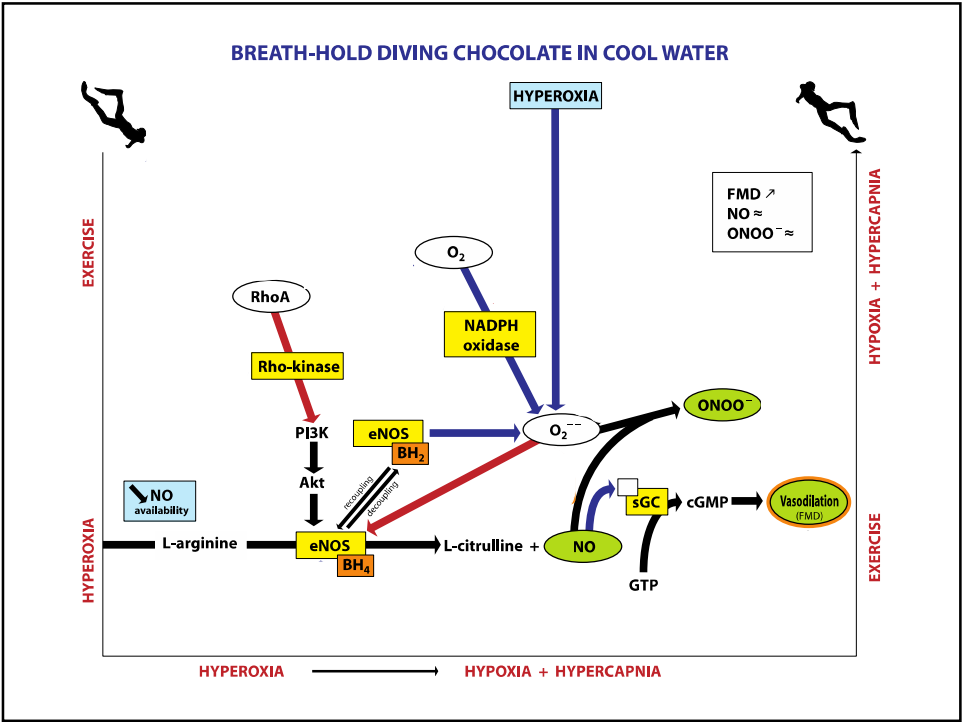 BREATH-HOLD DIVING CHOCOLATE IN COOL WATER
HYPEROXIA
FMD ↗
NO ≈
ONOO⁻ ≈
EXERCISE
HYPOXIA + HYPERCAPNIA
O₂
RhoA
NADPH
oxidase
Rho-kinase
ONOO⁻
PI3K
eNOS
BH₂
O₂⁻⁻
Akt
recoupling
decoupling
NO
availability
sGC
cGMP
Vasodilation
(FMD)
L-arginine
eNOS
BH₄
L-citrulline +
NO
GTP
HYPEROXIA
EXERCISE
HYPEROXIA
HYPOXIA + HYPERCAPNIA